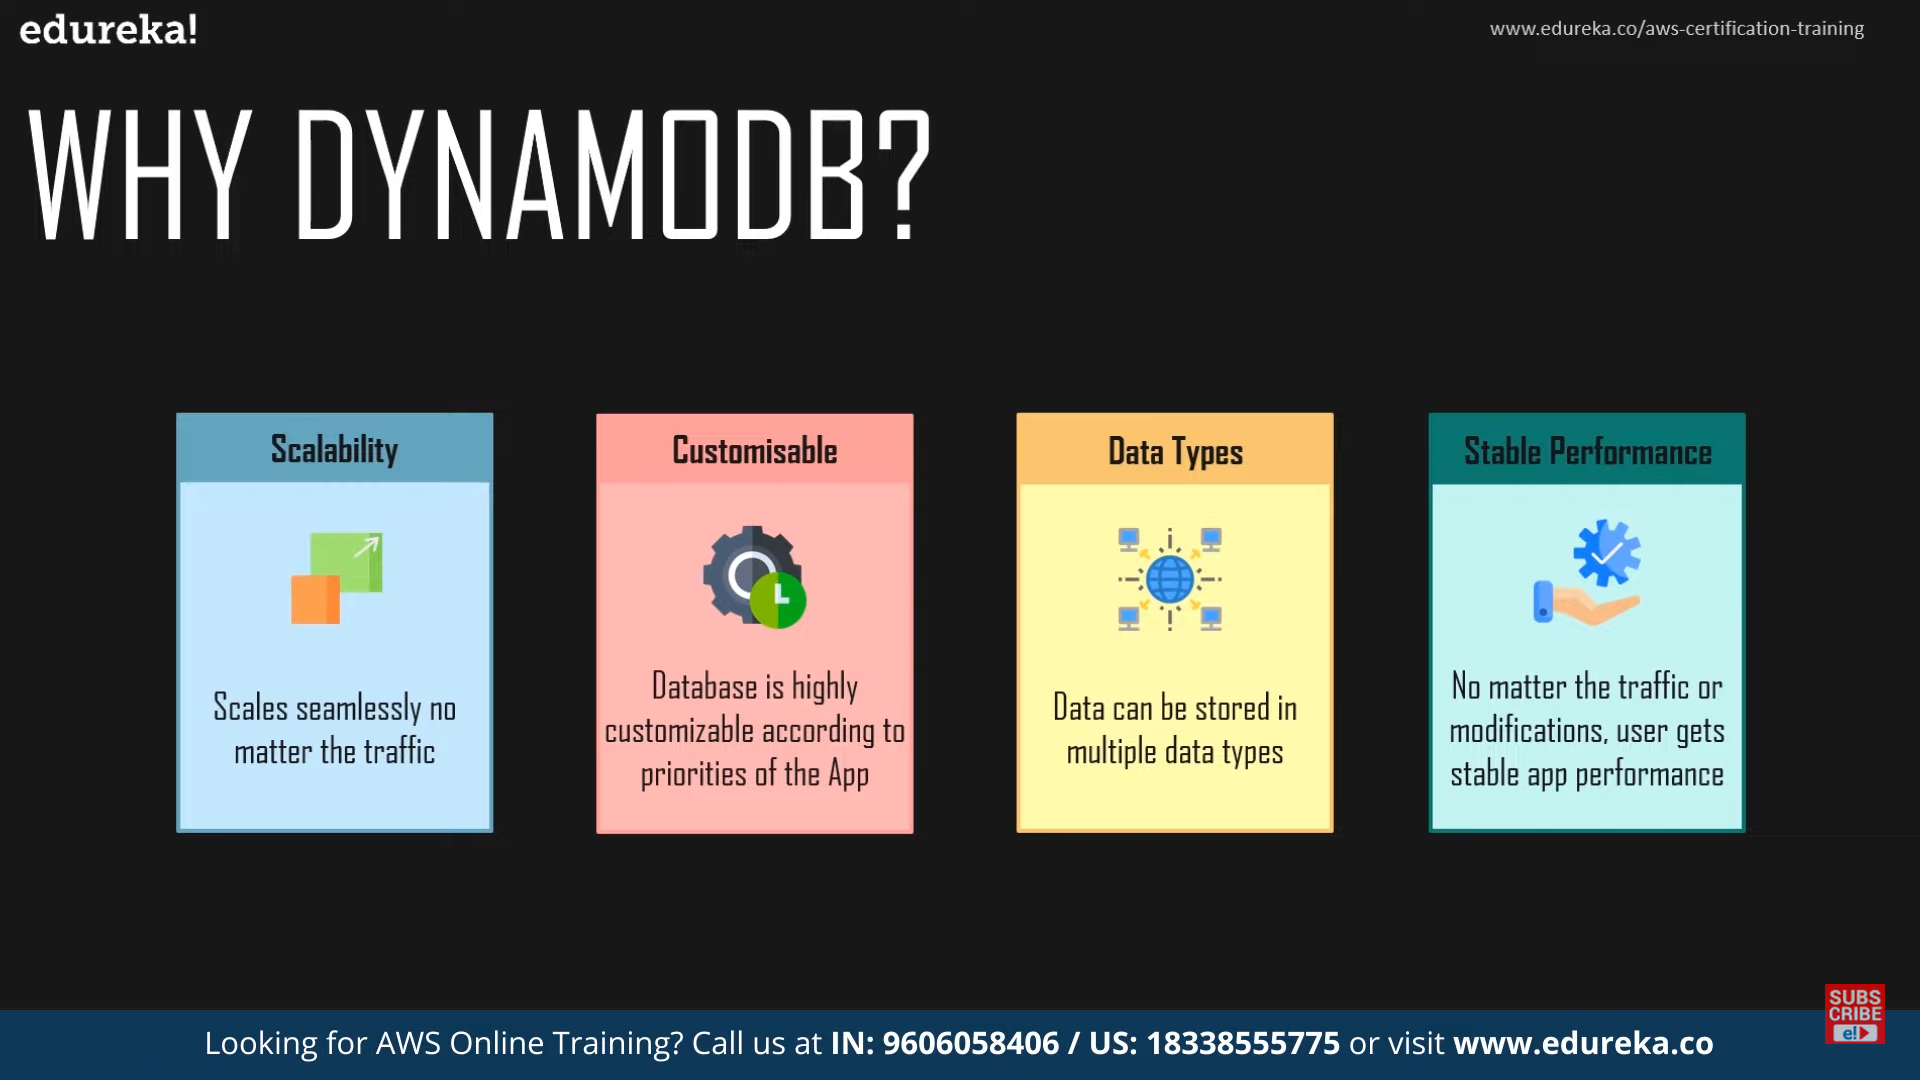 edureka!
www.edureka.co/aws-certification-training
WHY DYNAMODB?
Scalability
Scales seamlessly no
matter the traffic
Customisable
Database is highly
customizable according to
priorities of the App
Data Types
Data can be stored in
multiple data types
Stable Performance
No matter the traffic or
modifications, user gets
stable app performance
SUBS
CRIBE
e!
Looking for AWS Online Training? Call us at IN: 9606058406 / US: 18338555775 or visit www.edureka.co